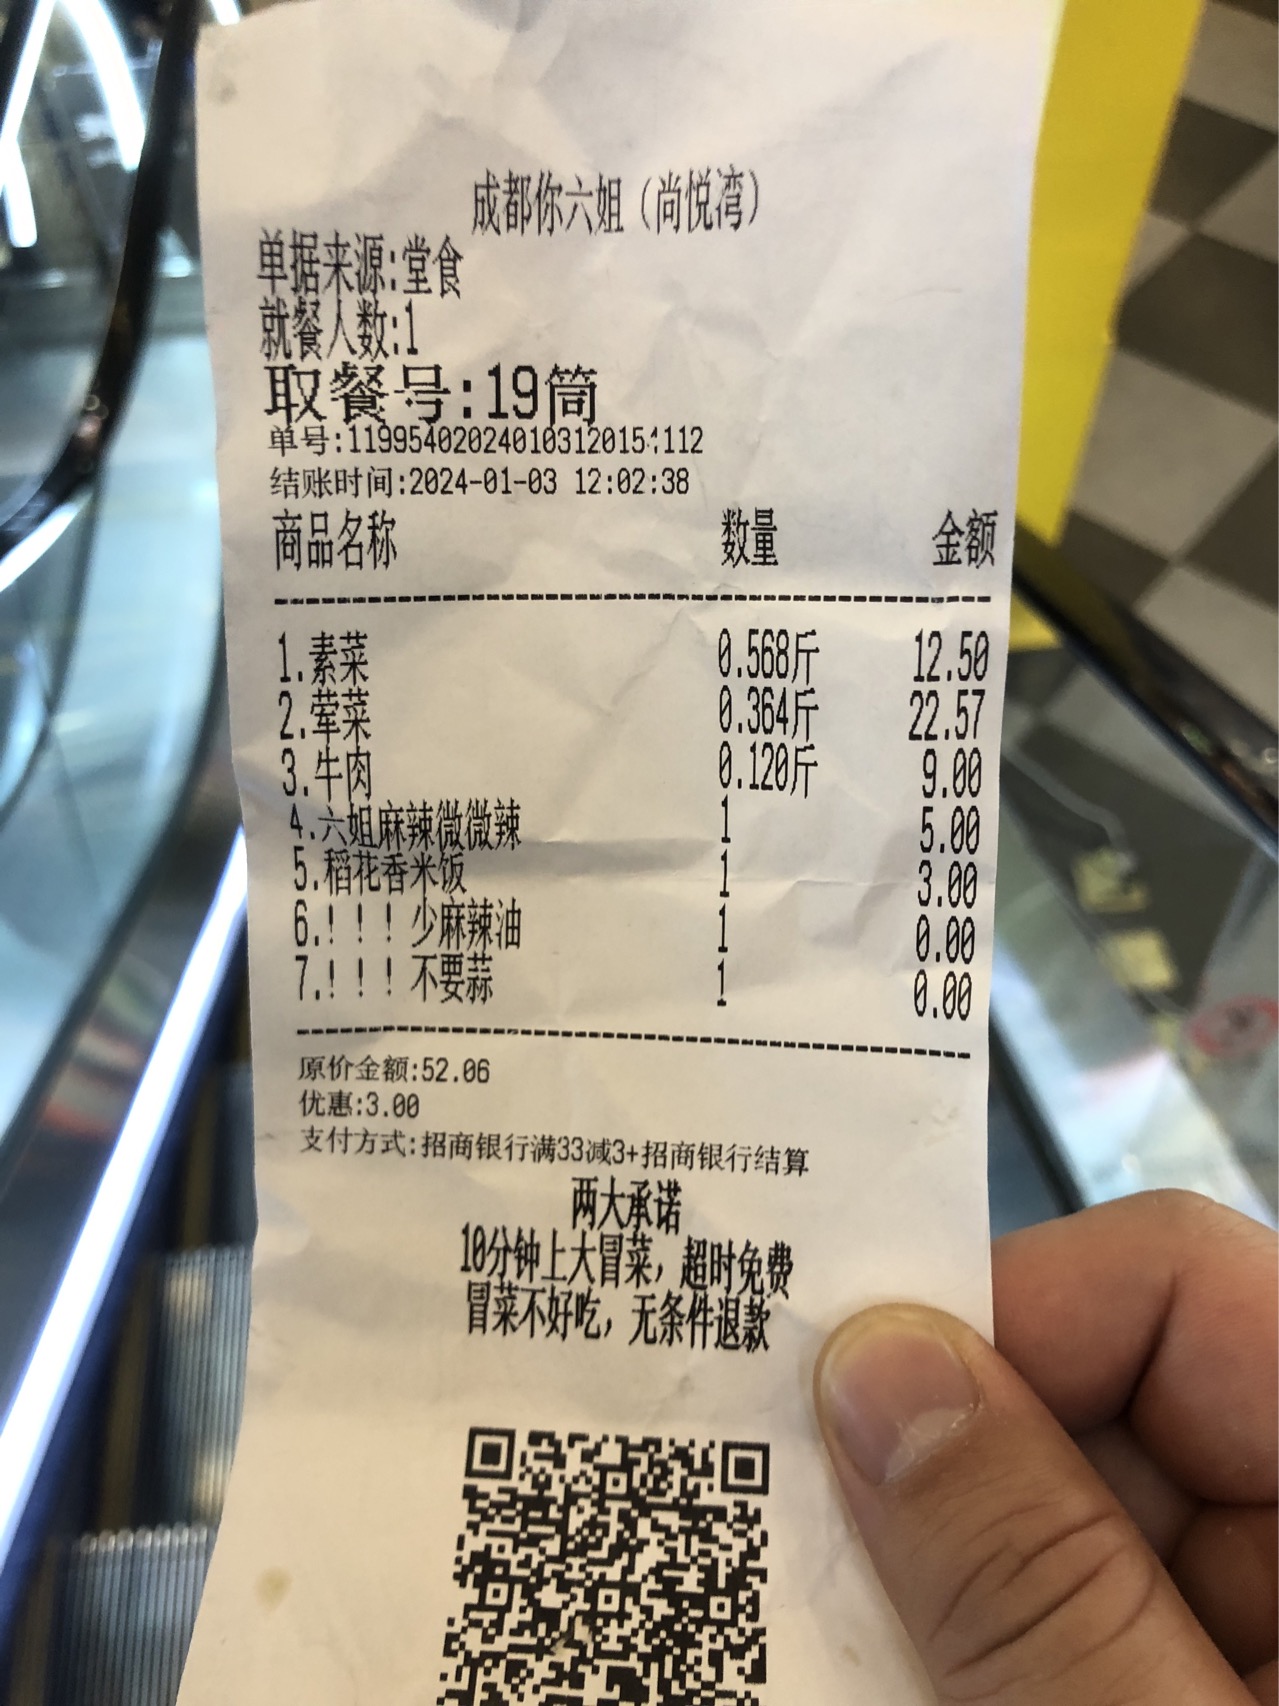 成都你六姐（尚悦湾）
单据来源:堂食
就餐人数:1
取餐号:19筒
结账时间:2024-01-03 12:02:38
商品名称 数量 金额
1.素菜 0.568斤 12.50
2.荤菜 0.364斤 22.57
3.牛肉 0.120斤 9.00
4.六姐麻辣微微辣 1 5.00
5.稻花香米饭 1 3.00
6.！！！少麻辣油 1 0.00
7.！！！不要蒜 1 0.00
原价金额:52.06
优惠:3.00
支付方式:招商银行满33减3+招商银行结算
两大承诺
10分钟上大冒菜，超时免费
冒菜不好吃，无条件退款